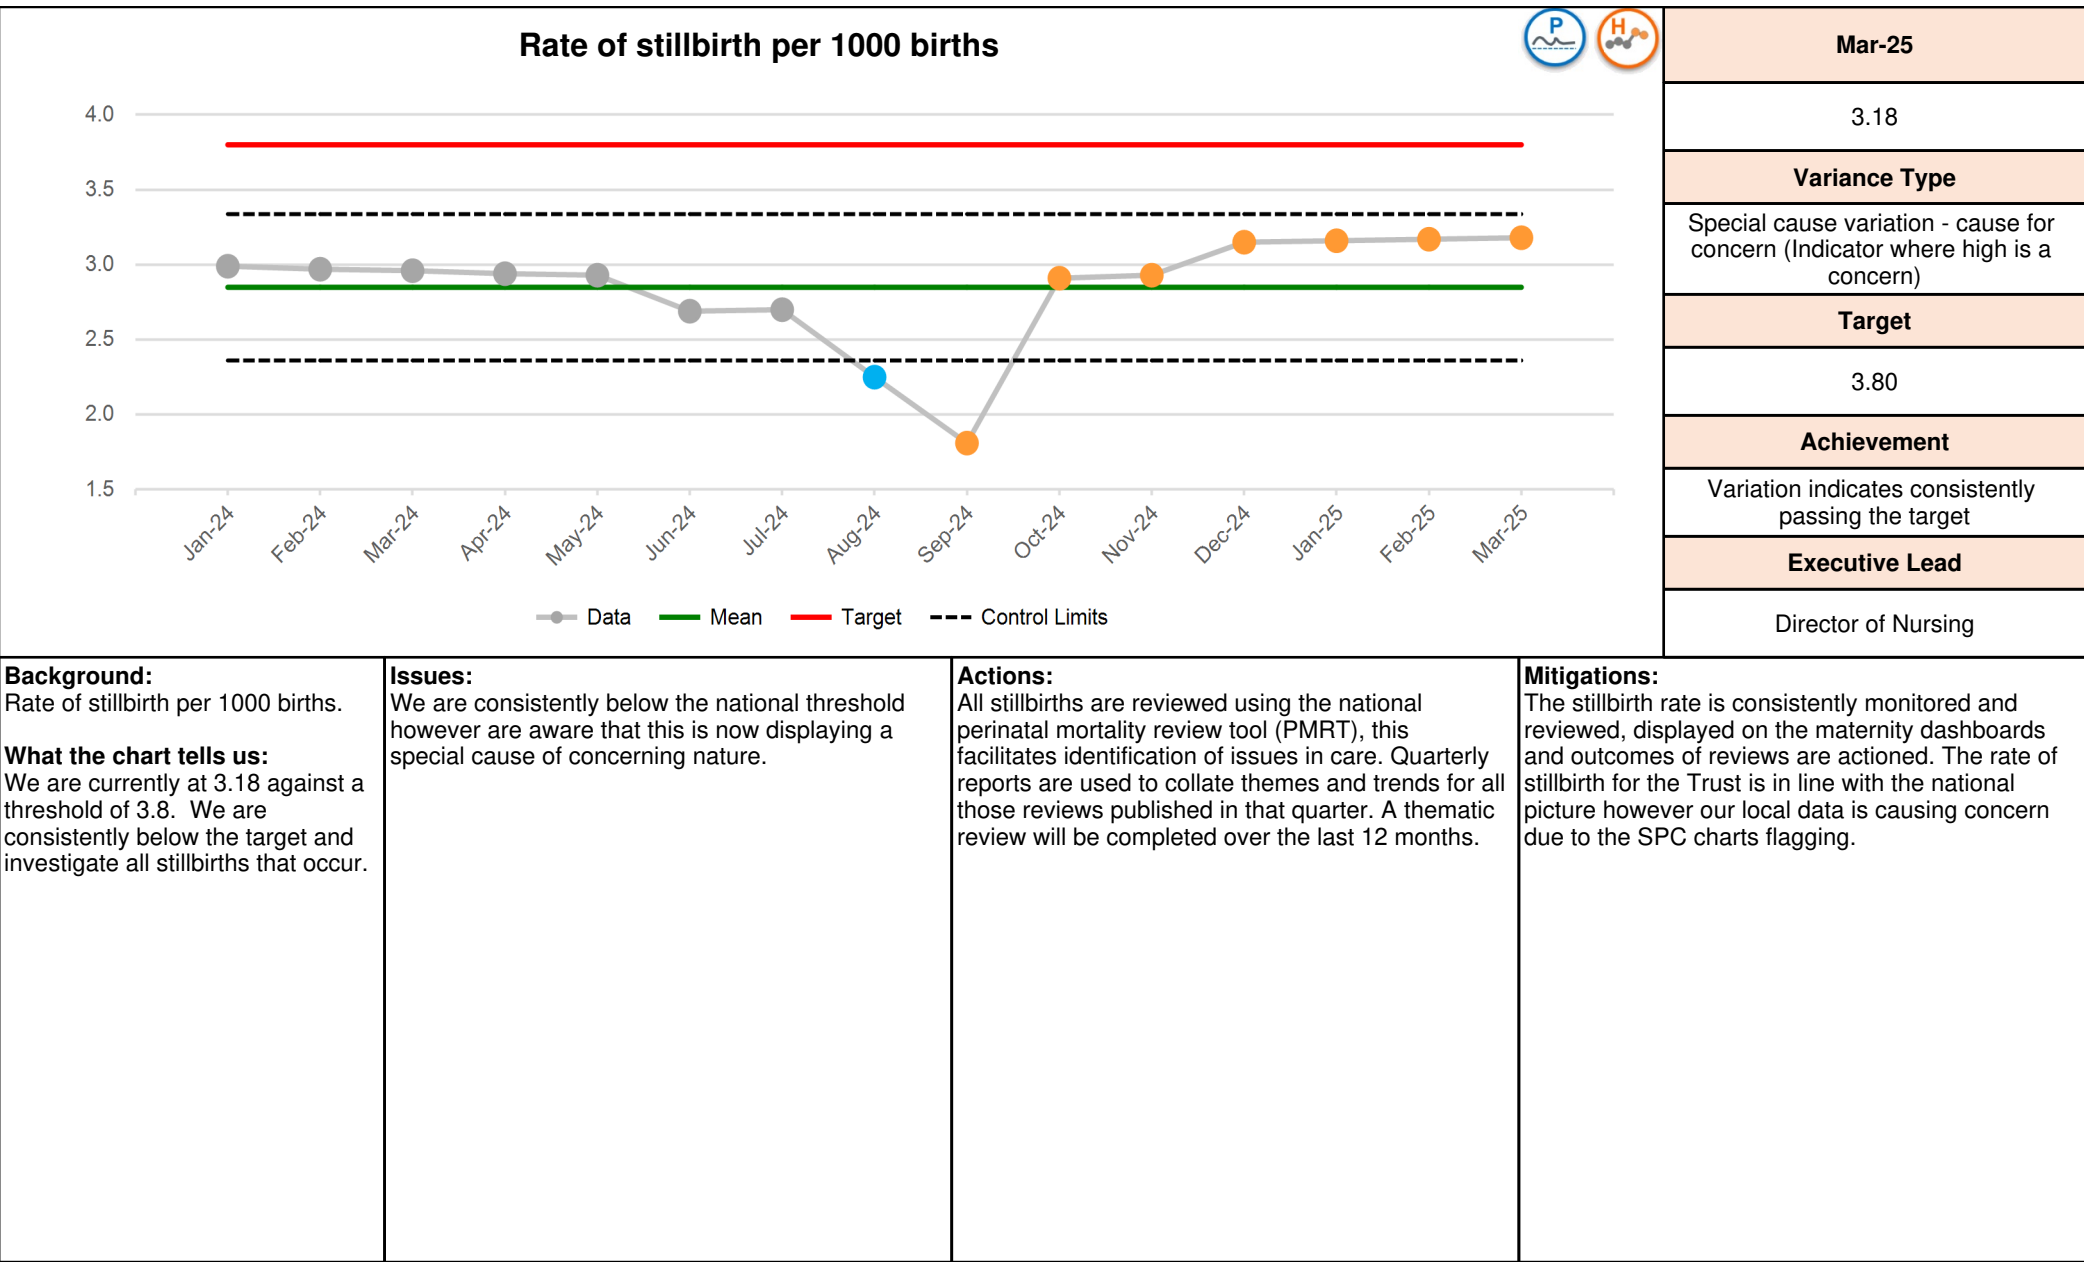 Rate of stillbirth per 1000 births
P
H
4.0
3.5
3.0
2.5
2.0
1.5
Jan-24
Feb-24
Mar-24
Apr-24
May-24
Jun-24
Jul-24
Aug-24
Sep-24
Oct-24
Nov-24
Dec-24
Jan-25
Feb-25
Mar-25
Data
Mean
Target
Control Limits
Mar-25
3.18
Variance Type
Special cause variation - cause for
concern (Indicator where high is a
concern)
Target
3.80
Achievement
Variation indicates consistently
passing the target
Executive Lead
Director of Nursing
Background:
Rate of stillbirth per 1000 births.
What the chart tells us:
We are currently at 3.18 against a
threshold of 3.8.  We are
consistently below the target and
investigate all stillbirths that occur.
Issues:
We are consistently below the national threshold
however are aware that this is now displaying a
special cause of concerning nature.
Actions:
All stillbirths are reviewed using the national
perinatal mortality review tool (PMRT), this
facilitates identification of issues in care. Quarterly
reports are used to collate themes and trends for all
those reviews published in that quarter. A thematic
review will be completed over the last 12 months.
Mitigations:
The stillbirth rate is consistently monitored and
reviewed, displayed on the maternity dashboards
and outcomes of reviews are actioned. The rate of
stillbirth for the Trust is in line with the national
picture however our local data is causing concern
due to the SPC charts flagging.